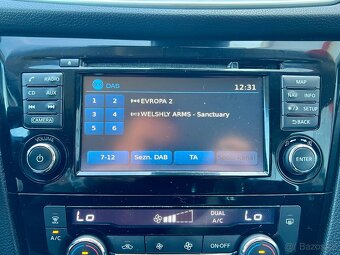 DAB 12:31
1 2 EVROPA 2
3 4 WELSHLY ARMS - Sanctuary
5 6
7-12 Sezn. DAB TA
RADIO
CD AUX
CAMERA
VOLUME
MAP
NAVI INFO
SETUP
BACK
ENTER
Lo DUAL A/C Lo
A/C ON·OFF